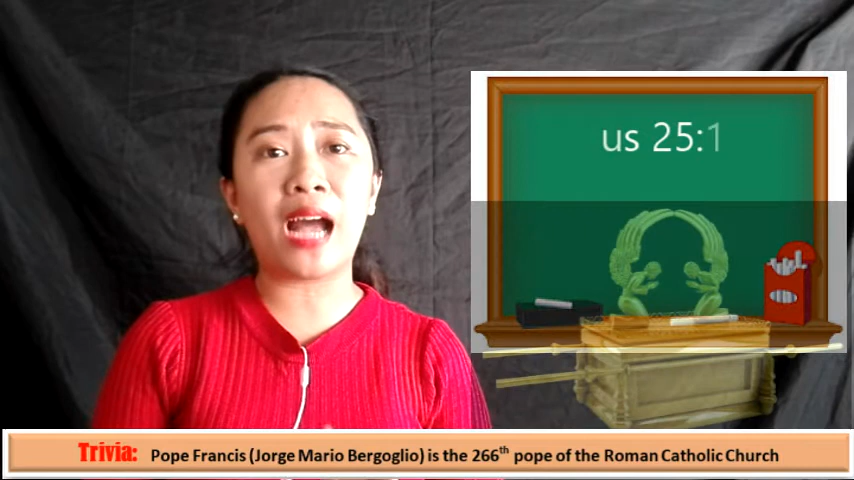 us 25:1
Trivia: Pope Francis (Jorge Mario Bergoglio) is the 266th pope of the Roman Catholic Church